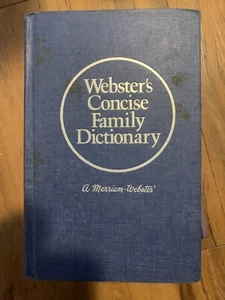 Webster's
Concise
Family
Dictionary
A Merriam-Webster®